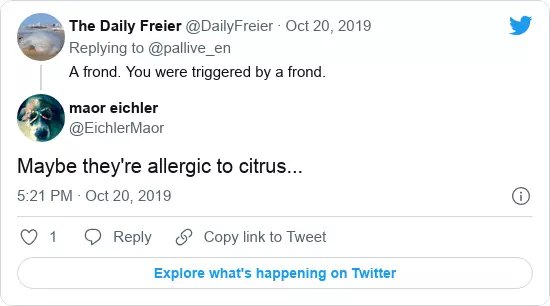 The Daily Freier @DailyFreier · Oct 20, 2019
Replying to @pallive_en
A frond. You were triggered by a frond.
maor eichler
@EichlerMaor
Maybe they're allergic to citrus...
5:21 PM · Oct 20, 2019
1 Reply Copy link to Tweet
Explore what's happening on Twitter